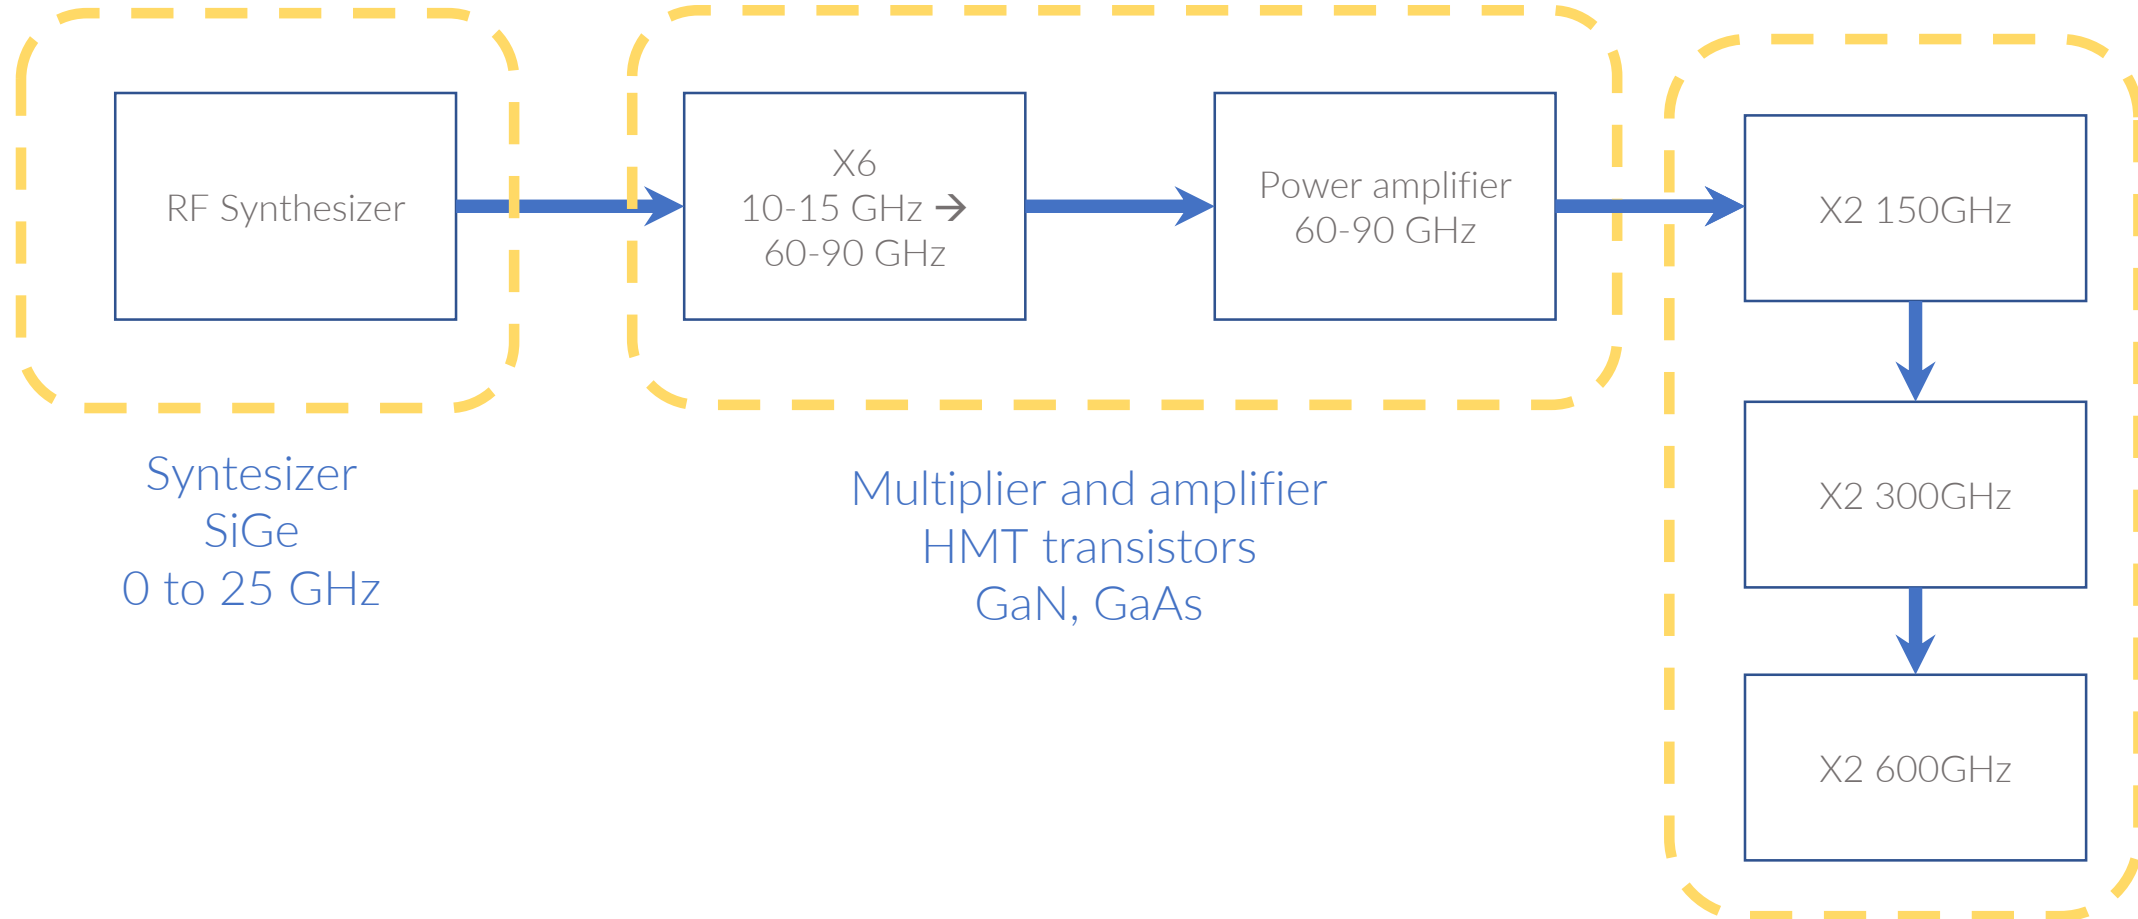 RF Synthesizer
X6
10-15 GHz →
60-90 GHz
Power amplifier
60-90 GHz
X2 150GHz
X2 300GHz
X2 600GHz
Syntesizer
SiGe
0 to 25 GHz
Multiplier and amplifier
HMT transistors
GaN, GaAs